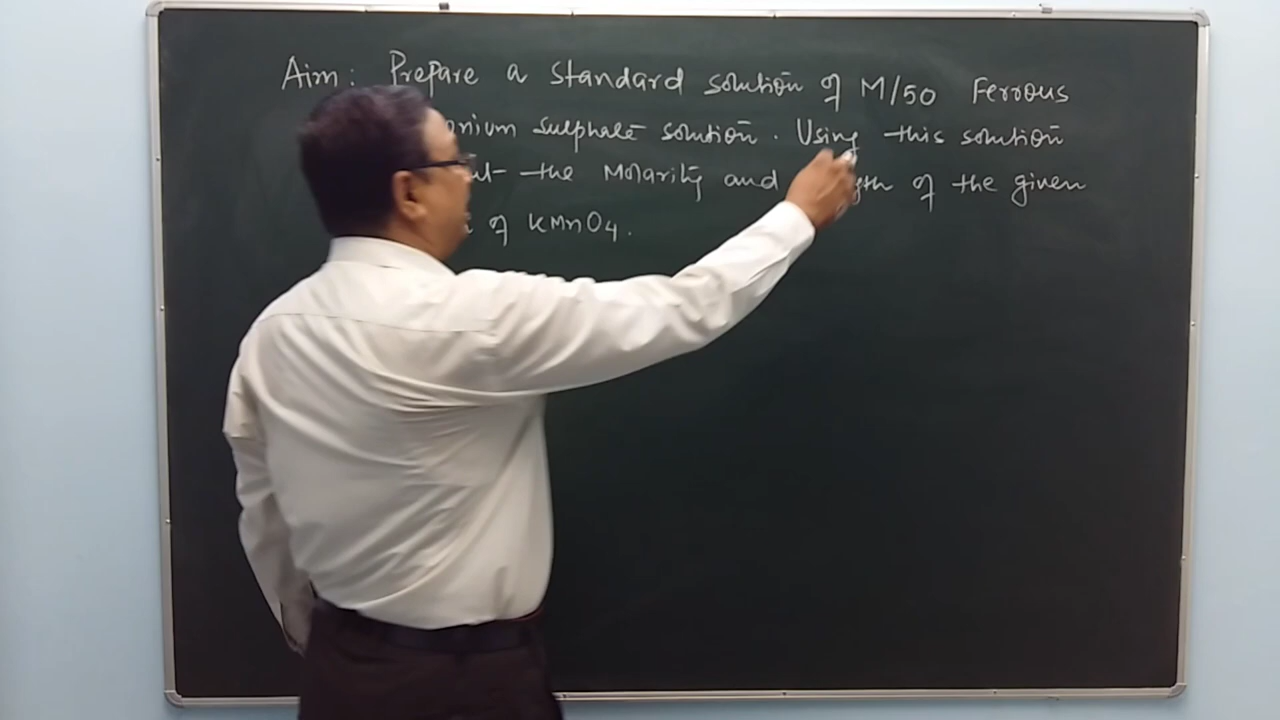 Aim: Prepare a standard solution of M/50 Ferrous
nium sulphate solution. Using this solution
the Molarity and of the given
of KMnO4.